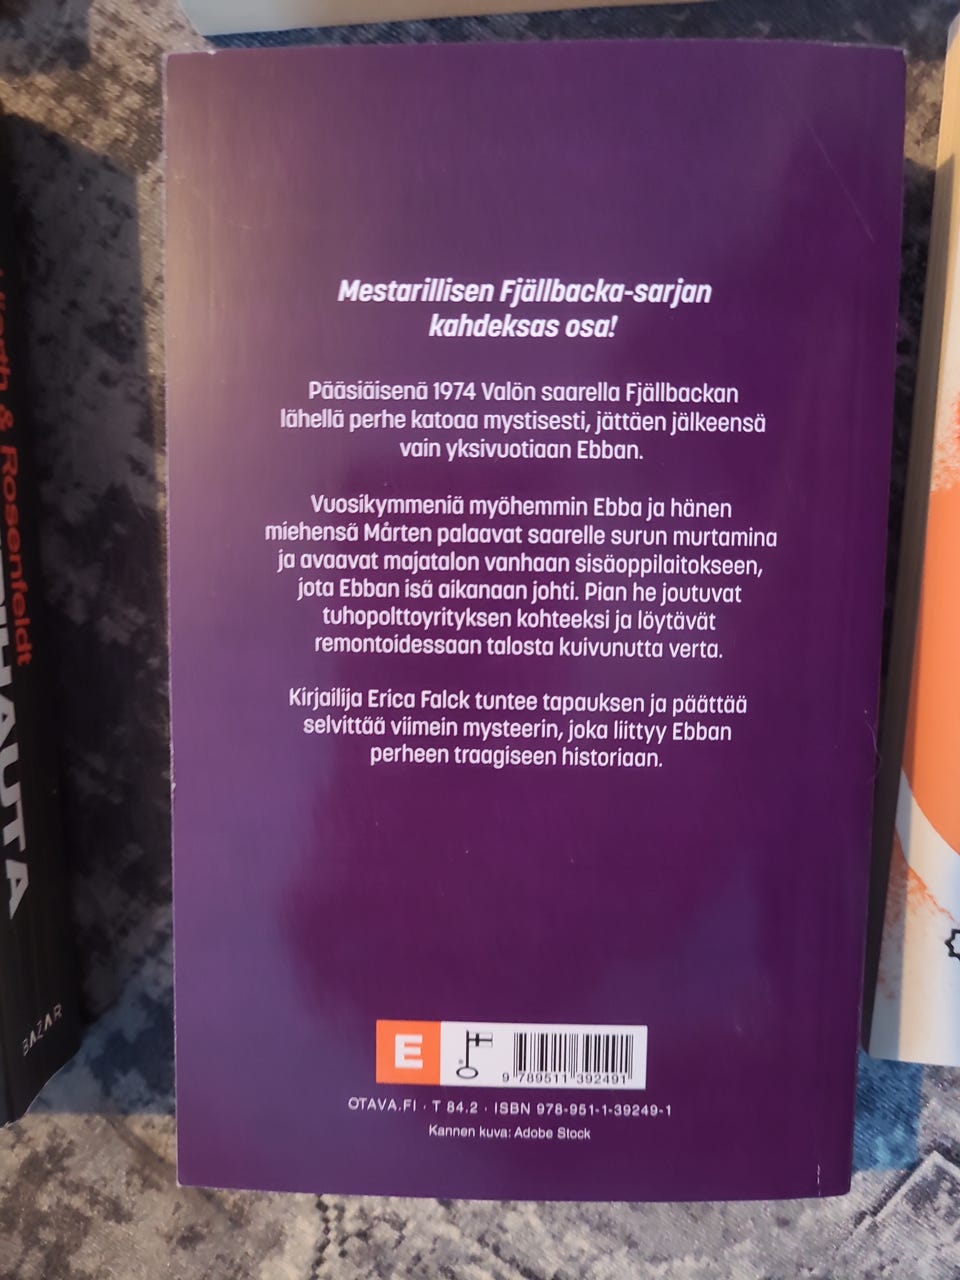 Mestarillisen Fjällbacka-sarjan
kahdeksas osa!
Pääsiäisenä 1974 Valön saarella Fjällbackan
lähellä perhe katoaa mystisesti, jättäen jälkeensä
vain yksivuotiaan Ebban.
Vuosikymmeniä myöhemmin Ebba ja hänen
miehensä Mårten palaavat saarelle surun murtamina
ja avaavat majatalon vanhaan sisäoppilaitokseen,
jota Ebban isä aikanaan johti. Pian he joutuvat
tuhopolttoyrityksen kohteeksi ja löytävät
remontoidessaan talosta kuivunutta verta.
Kirjailija Erica Falck tuntee tapauksen ja päättää
selvittää viimein mysteerin, joka liittyy Ebban
perheen traagiseen historiaan.
E
9 789511 392491
OTAVA.FI · T 84.2 · ISBN 978-951-1-39249-1
Kannen kuva: Adobe Stock
& Rosenfeldt
HAUTA
BAZAR